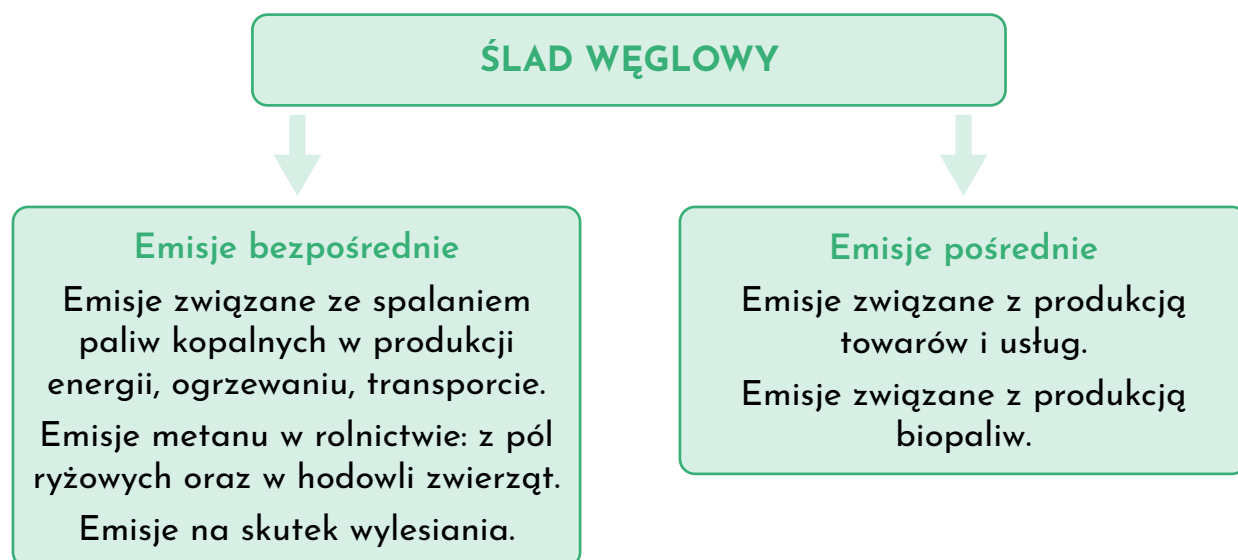 ŚLAD WĘGLOWY
Emisje bezpośrednie
Emisje związane ze spalaniem
paliw kopalnych w produkcji
energii, ogrzewaniu, transporcie.
Emisje metanu w rolnictwie: z pól
ryżowych oraz w hodowli zwierząt.
Emisje na skutek wylesiania.
Emisje pośrednie
Emisje związane z produkcją
towarów i usług.
Emisje związane z produkcją
biopaliw.